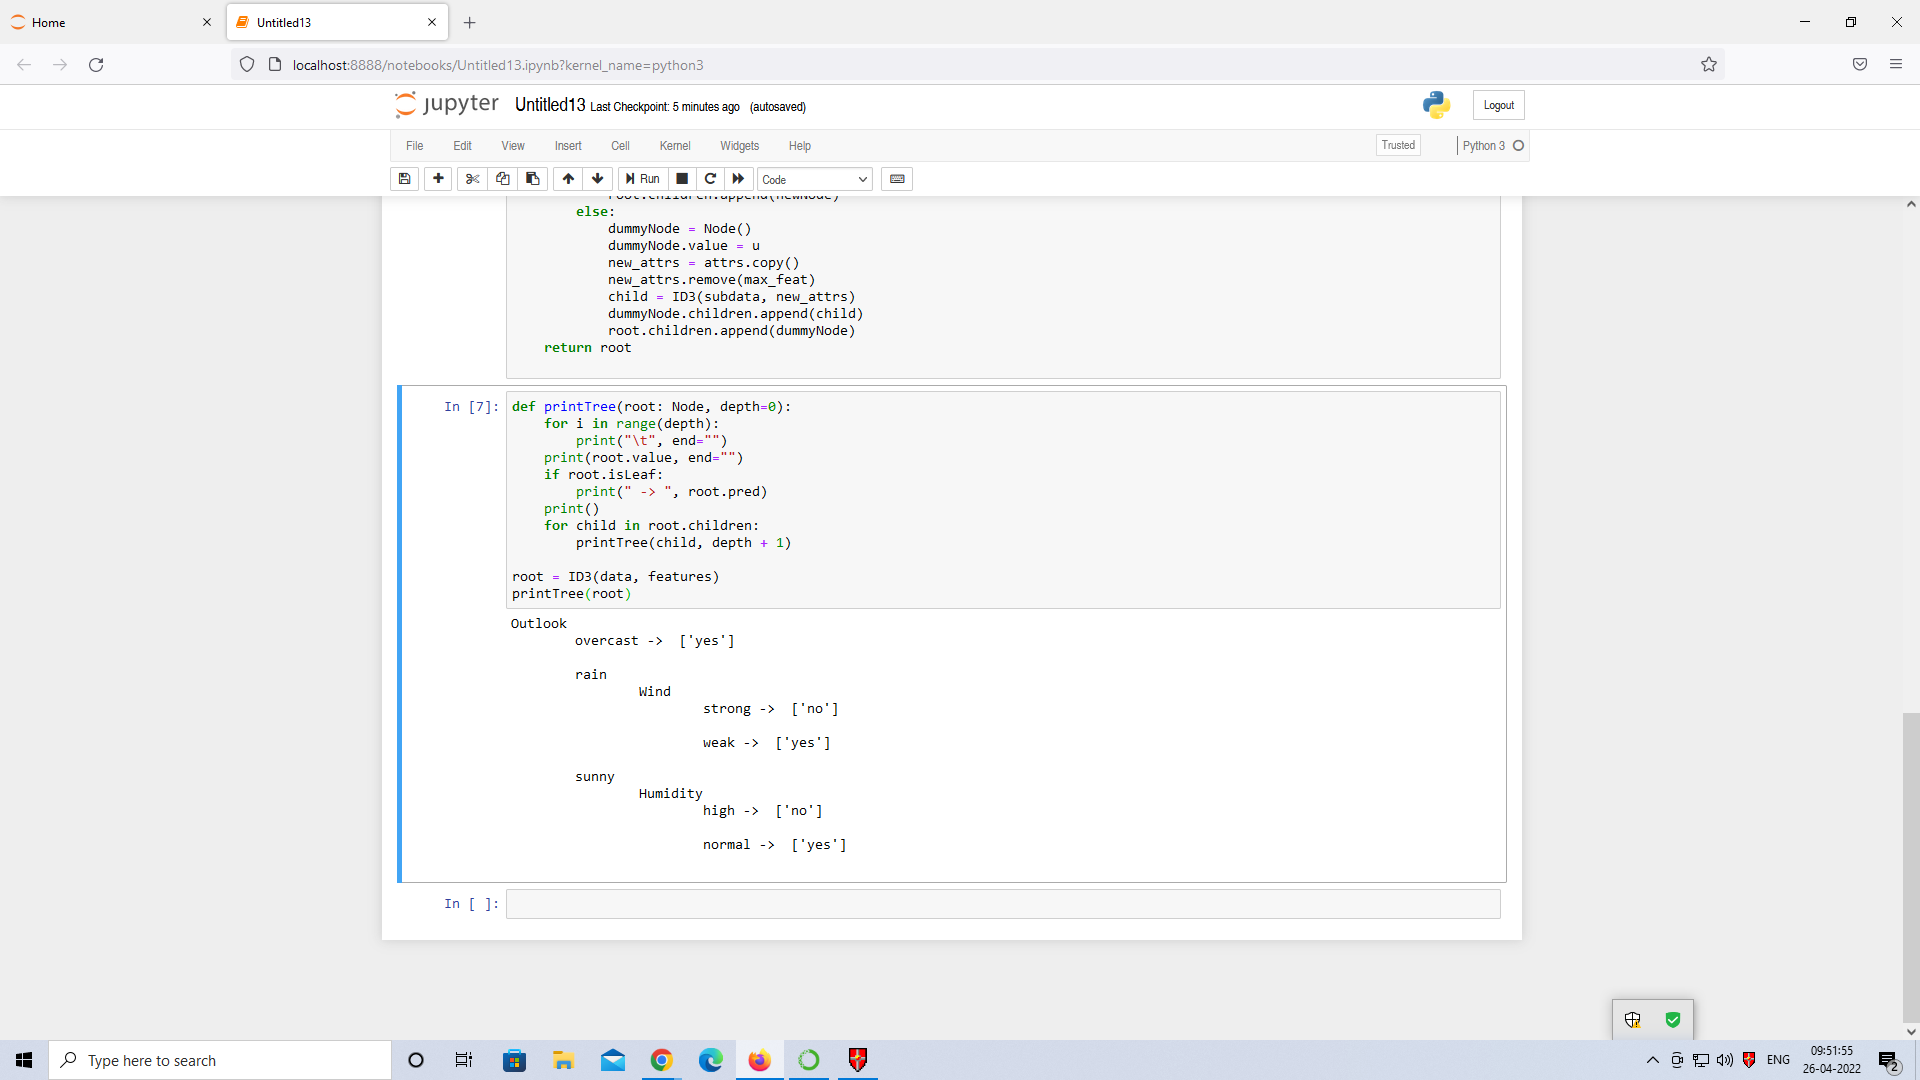 Home
Untitled13
localhost:8888/notebooks/Untitled13.ipynb?kernel_name=python3
jupyter Untitled13 Last Checkpoint: 5 minutes ago (autosaved)
Logout
File Edit View Insert Cell Kernel Widgets Help
Trusted
Python 3
Run
Code
root.children.append(newNode)
else:
dummyNode = Node()
dummyNode.value = u
new_attrs = attrs.copy()
new_attrs.remove(max_feat)
child = ID3(subdata, new_attrs)
dummyNode.children.append(child)
root.children.append(dummyNode)
return root
In [7]:
def printTree(root: Node, depth=0):
for i in range(depth):
print("\t", end="")
print(root.value, end="")
if root.isLeaf:
print(" -> ", root.pred)
print()
for child in root.children:
printTree(child, depth + 1)
root = ID3(data, features)
printTree(root)
Outlook
overcast ->  ['yes']
rain
Wind
strong ->  ['no']
weak ->  ['yes']
sunny
Humidity
high ->  ['no']
normal ->  ['yes']
In [ ]:
Type here to search
ENG
09:51:55
26-04-2022
2